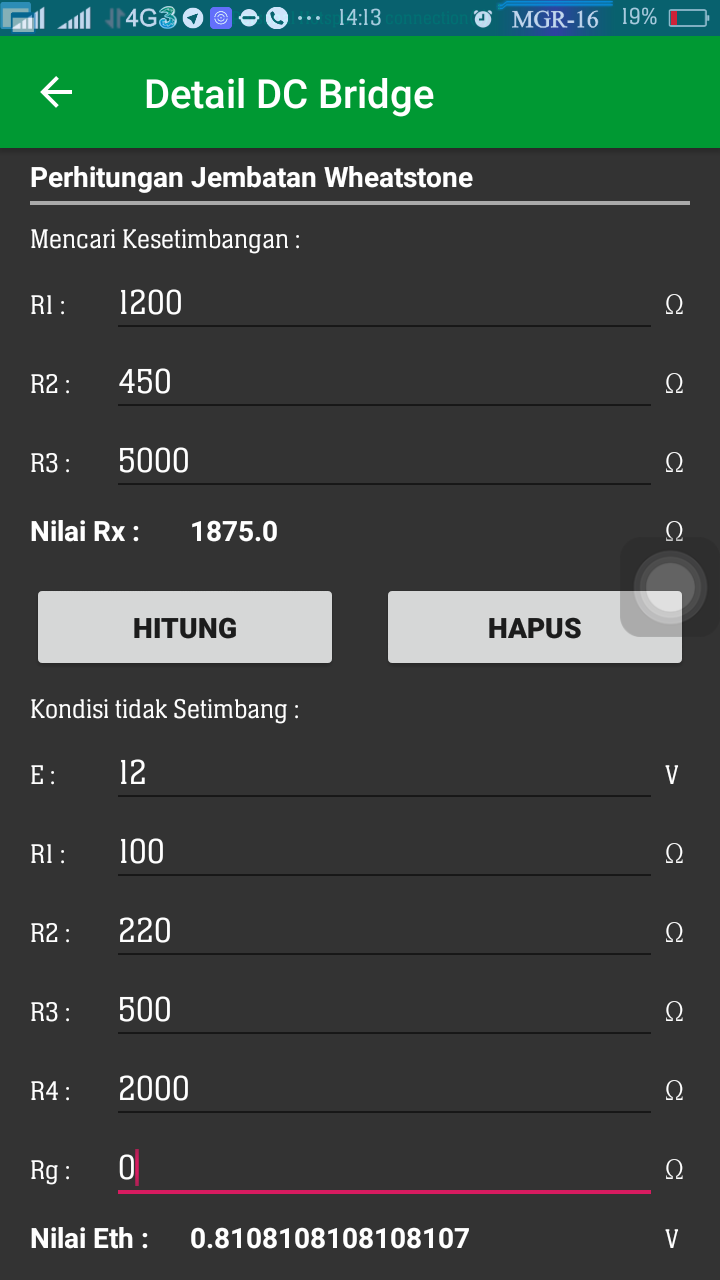 4G 3 ... 14:13 MGR-16 19%
Detail DC Bridge
Perhitungan Jembatan Wheatstone
Mencari Kesetimbangan :
R1 : 1200 Ω
R2 : 450 Ω
R3 : 5000 Ω
Nilai Rx : 1875.0 Ω
HITUNG HAPUS
Kondisi tidak Setimbang :
E : 12 V
R1 : 100 Ω
R2 : 220 Ω
R3 : 500 Ω
R4 : 2000 Ω
Rg : 0 Ω
Nilai Eth : 0.8108108108108107 V